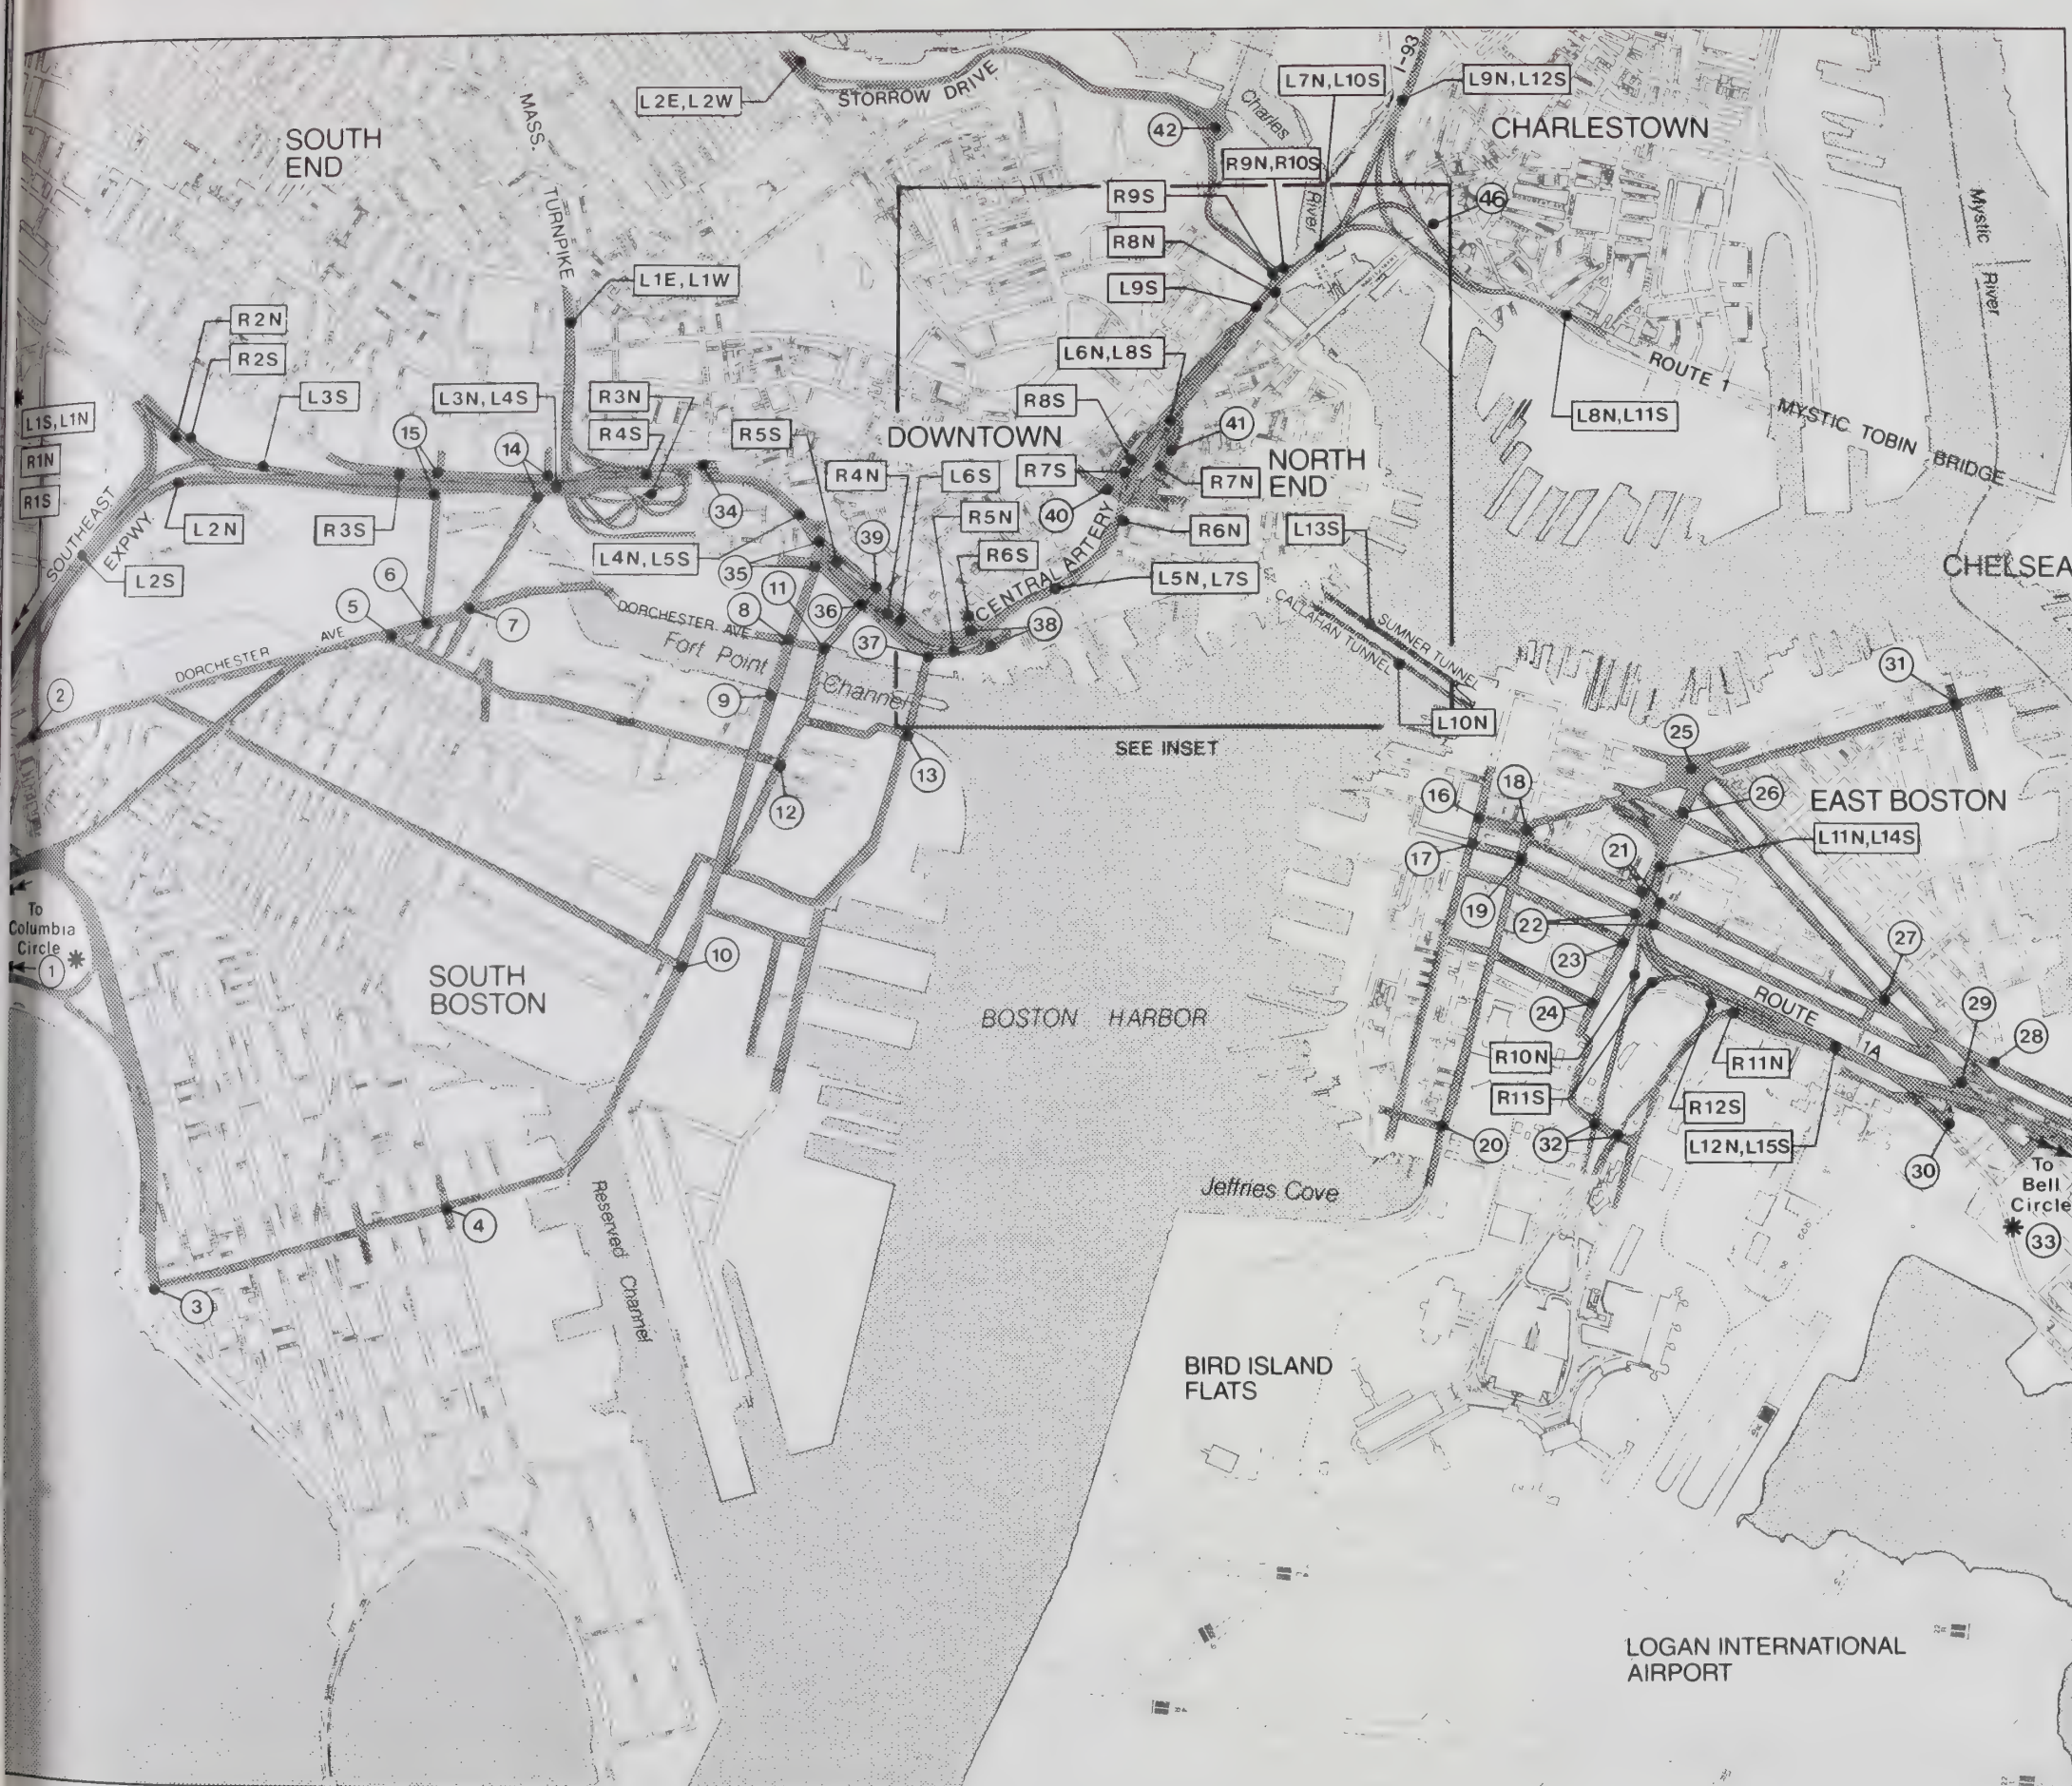 I-93
L7N,L10S
L9N,L12S
L2E,L2W
STORROW DRIVE
Charles
River
42
CHARLESTOWN
SOUTH
END
MASS.
TURNPIKE
R9N,R10S
R9S
46
R8N
L9S
L1E,L1W
Mystic
River
R2N
R2S
L6N,L8S
L3S
L3N,L4S
R3N
R8S
ROUTE 1
L1S,L1N
R4S
R5S
DOWNTOWN
41
L8N,L11S
MYSTIC TOBIN BRIDGE
R1N
15
14
R4N
L6S
R7S
R7N
NORTH
END
R1S
34
R5N
40
SOUTHEAST
EXPWY.
L2N
R3S
39
R6N
L13S
L4N,L5S
R6S
CENTRAL ARTERY
L2S
6
35
11
L5N,L7S
CHELSEA
5
7
8
36
DORCHESTER AVE
38
CALLAHAN TUNNEL
SUMNER TUNNEL
37
DORCHESTER AVE
Fort Point
Channel
31
2
9
L10N
SEE INSET
25
13
18
16
26
EAST BOSTON
12
L11N,L14S
17
21
To
Columbia
Circle
1
19
22
27
10
23
SOUTH
BOSTON
BOSTON HARBOR
24
ROUTE
1A
29
28
R10N
R11N
R11S
R12S
20
32
L12N,L15S
30
To
Bell
Circle
33
Jeffries Cove
Reserved
Channel
4
3
BIRD ISLAND
FLATS
LOGAN INTERNATIONAL
AIRPORT